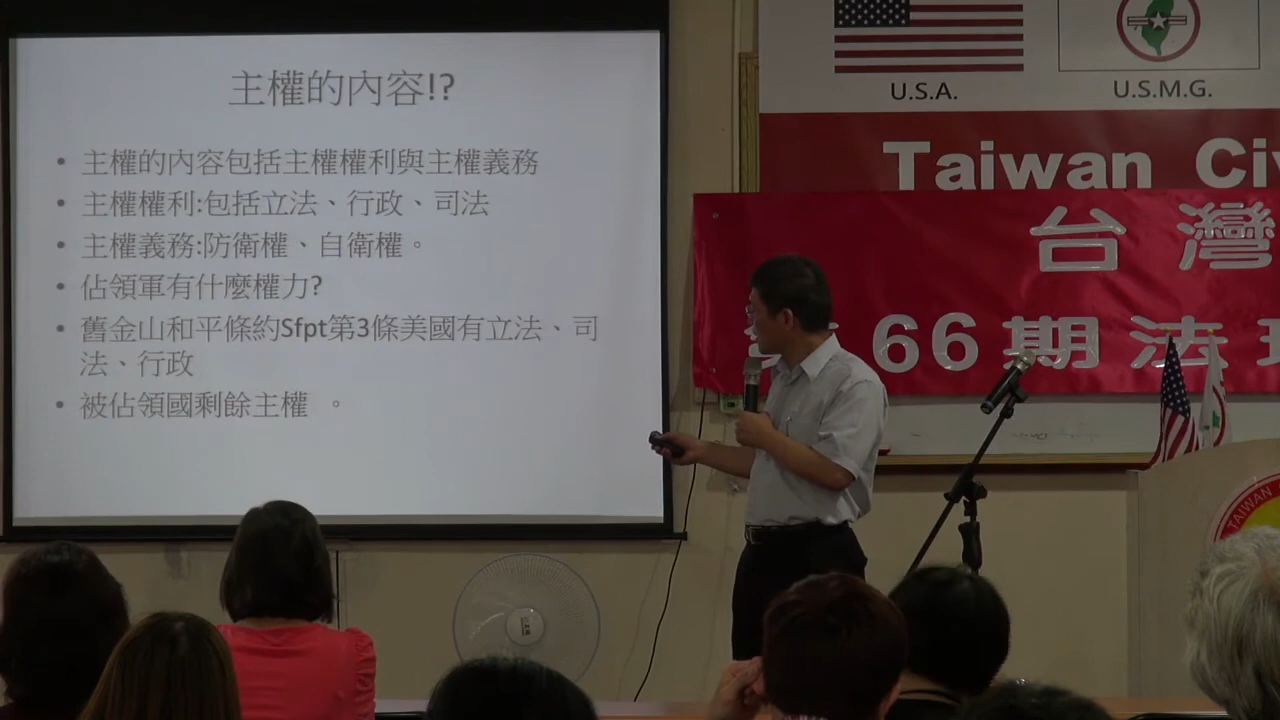 主權的內容!?
• 主權的內容包括主權權利與主權義務
• 主權權利:包括立法、行政、司法
• 主權義務:防衛權、自衛權。
• 佔領軍有什麼權力?
• 舊金山和平條約Sfpt第3條美國有立法、司
法、行政
• 被佔領國剩餘主權 。
U.S.A.
U.S.M.G.
Taiwan Civ
台灣
66期法理
TAIWAN